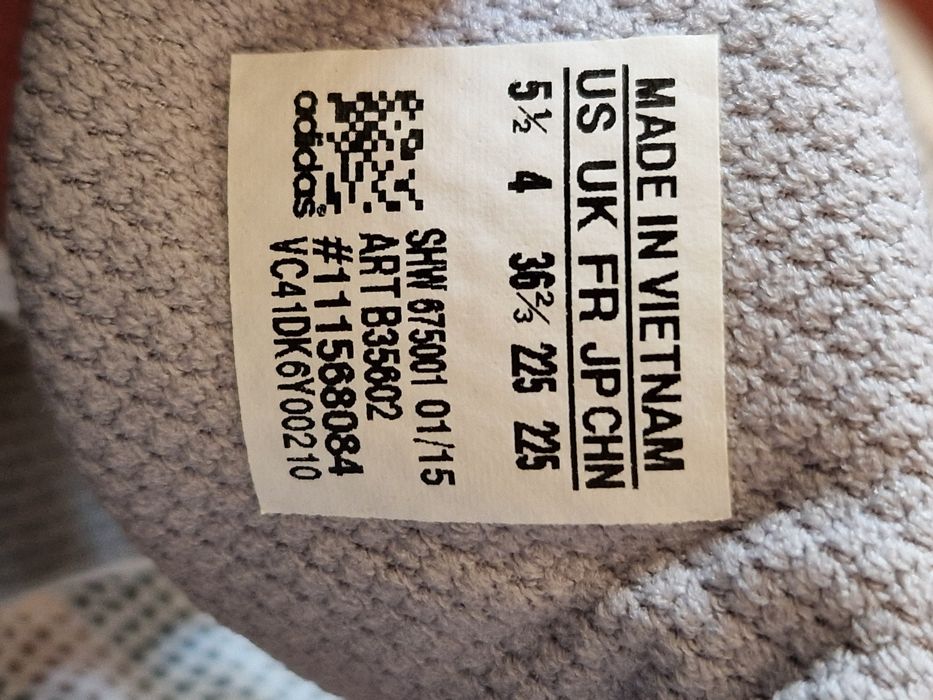 MADE IN VIETNAM
US UK FR JP CHN
5½ 4 36⅔ 225 225
adidas®
SHW 675001 01/15
ART B35802
#111568084
VC41DK6Y00210